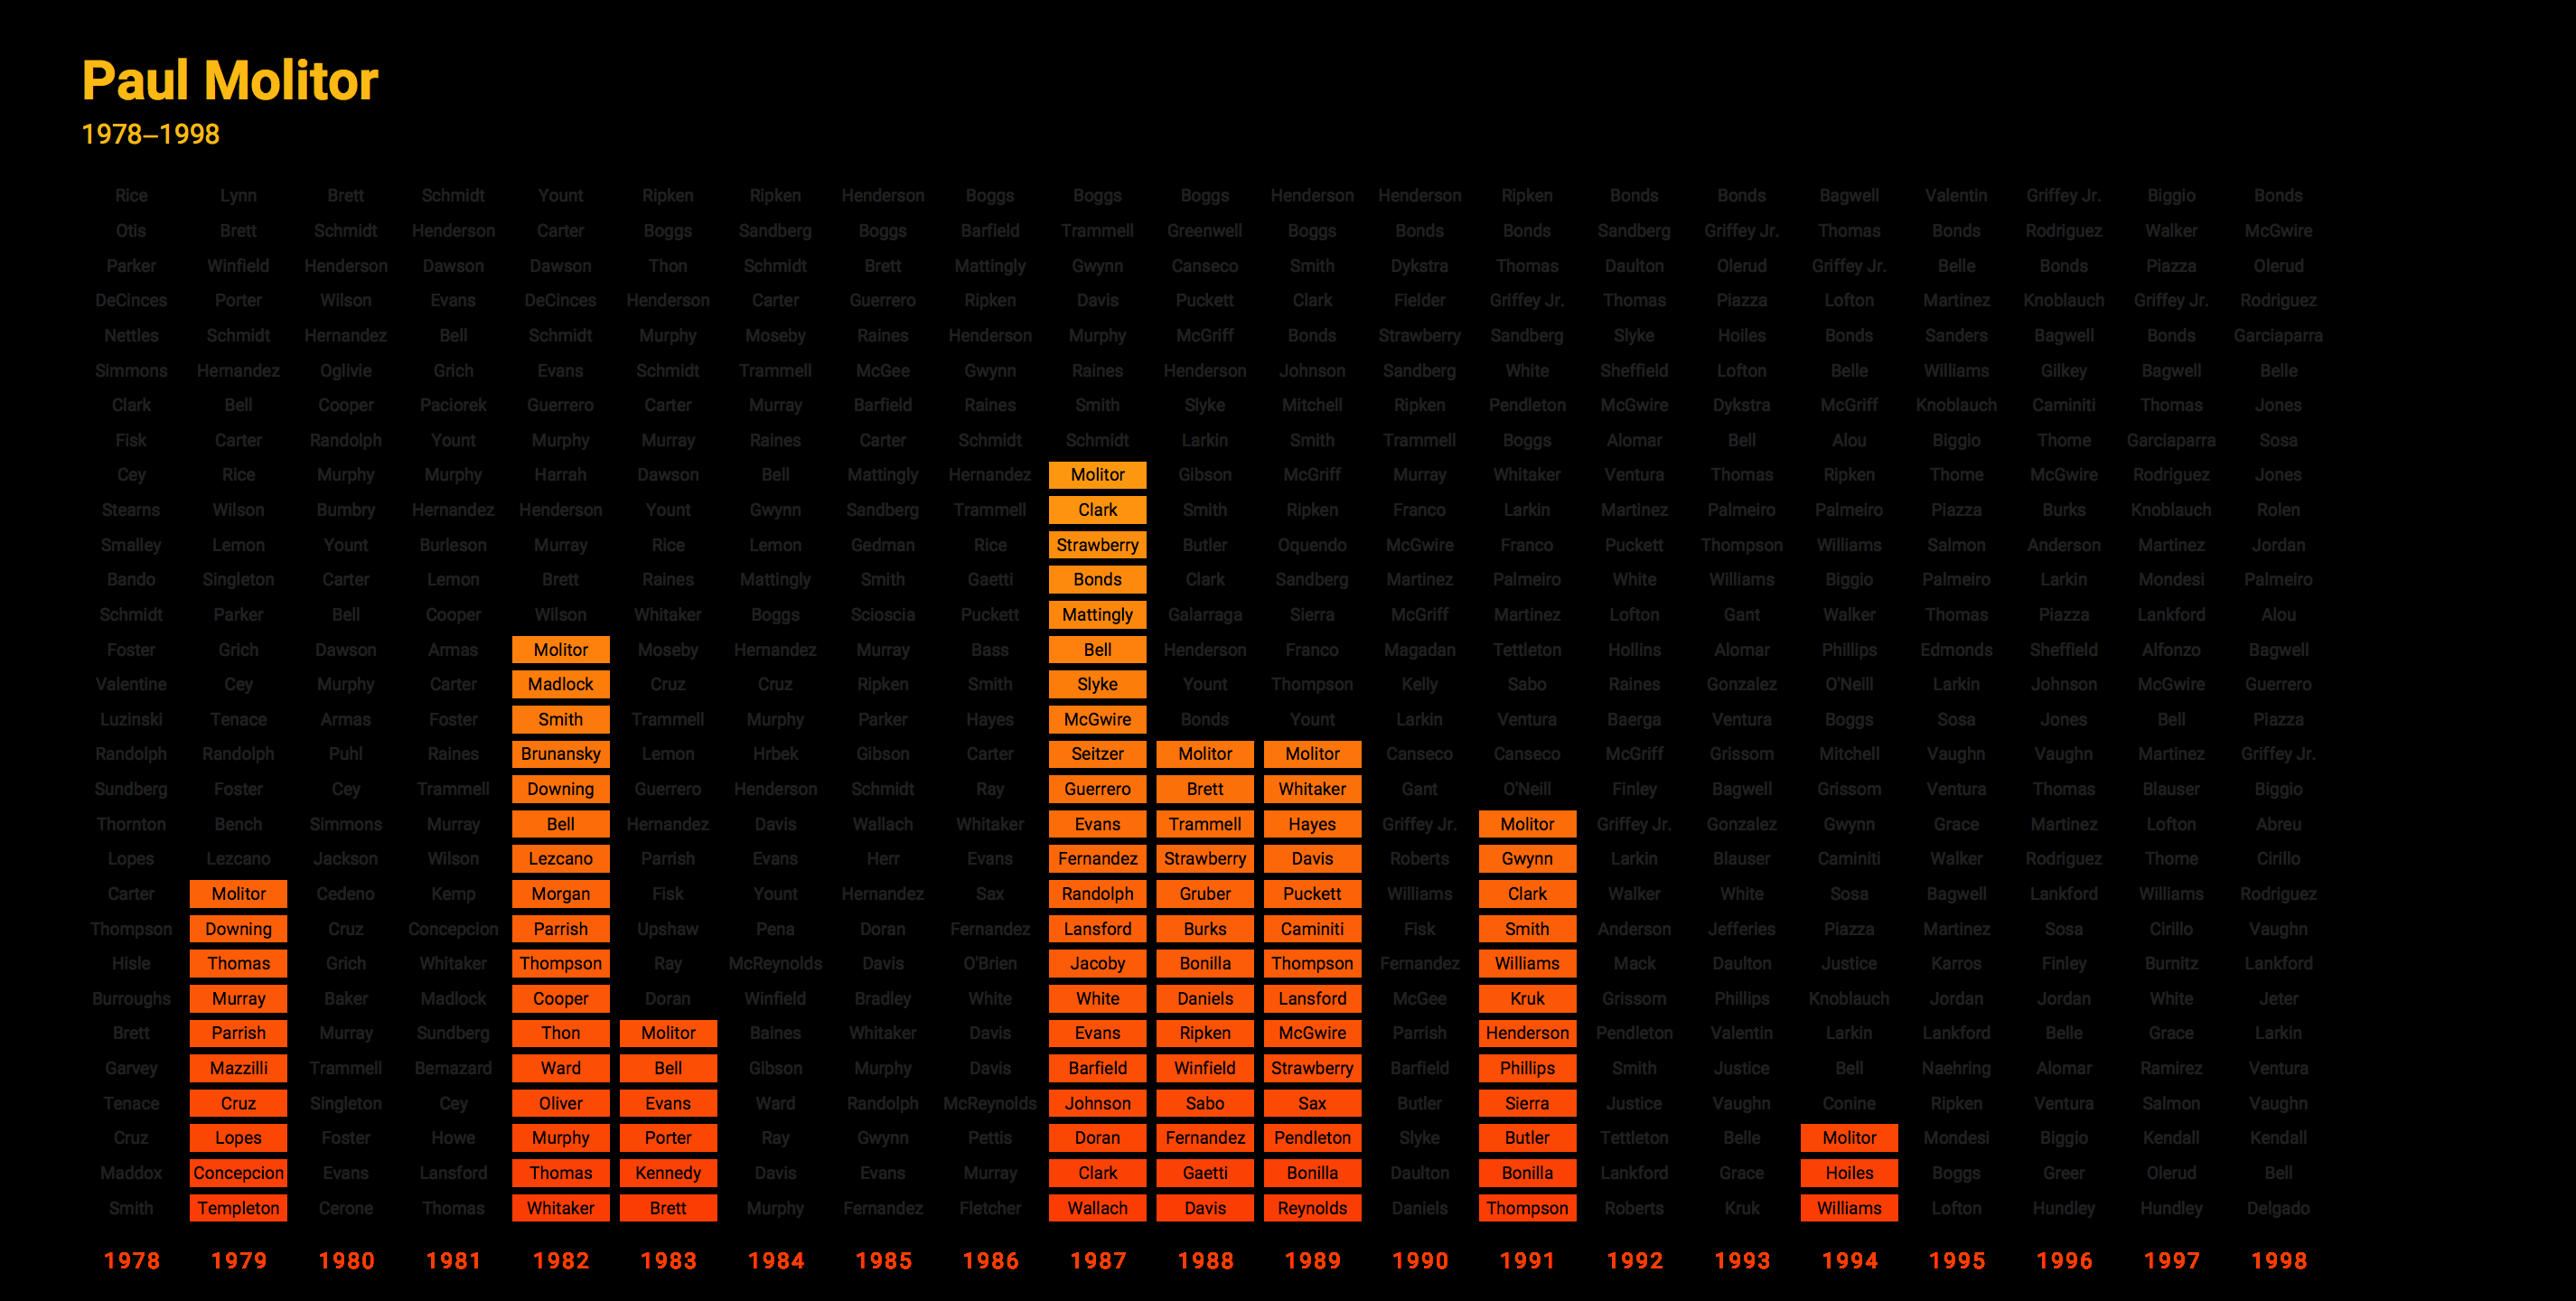 Paul Molitor
1978–1998
Rice Lynn Brett Schmidt Yount Ripken Ripken Henderson Boggs Boggs Boggs Henderson Henderson Ripken Bonds Bonds Bagwell Valentin Griffey Jr. Biggio Bonds
Otis Brett Schmidt Henderson Carter Boggs Sandberg Boggs Barfield Trammell Greenwell Boggs Bonds Bonds Sandberg Griffey Jr. Thomas Bonds Rodriguez Walker McGwire
Parker Winfield Henderson Dawson Dawson Thon Schmidt Brett Mattingly Gwynn Canseco Smith Dykstra Thomas Daulton Olerud Griffey Jr. Belle Bonds Piazza Olerud
DeCinces Porter Wilson Evans DeCinces Henderson Carter Guerrero Ripken Davis Puckett Clark Fielder Griffey Jr. Thomas Piazza Lofton Martinez Knoblauch Griffey Jr. Rodriguez
Nettles Schmidt Hernandez Bell Schmidt Murphy Moseby Raines Henderson Murphy McGriff Bonds Strawberry Sandberg Slyke Hoiles Bonds Sanders Bagwell Bonds Garciaparra
Simmons Hernandez Oglivie Grich Evans Schmidt Trammell McGee Gwynn Raines Henderson Johnson Sandberg White Sheffield Lofton Belle Williams Gilkey Bagwell Belle
Clark Bell Cooper Paciorek Guerrero Carter Murray Barfield Raines Smith Slyke Mitchell Ripken Pendleton McGwire Dykstra McGriff Knoblauch Caminiti Thomas Jones
Fisk Carter Randolph Yount Murphy Murray Raines Carter Schmidt Schmidt Larkin Smith Trammell Boggs Alomar Bell Alou Biggio Thome Garciaparra Sosa
Cey Rice Murphy Murphy Harrah Dawson Bell Mattingly Hernandez Molitor Gibson McGriff Murray Whitaker Ventura Thomas Ripken Thome McGwire Rodriguez Jones
Stearns Wilson Bumbry Hernandez Henderson Yount Gwynn Sandberg Trammell Clark Smith Ripken Franco Larkin Martinez Palmeiro Palmeiro Piazza Burks Knoblauch Rolen
Smalley Lemon Yount Burleson Murray Rice Lemon Gedman Rice Strawberry Butler Oquendo McGwire Franco Puckett Thompson Williams Salmon Anderson Martinez Jordan
Bando Singleton Carter Lemon Brett Raines Mattingly Smith Gaetti Bonds Clark Sandberg Martinez Palmeiro White Williams Biggio Palmeiro Larkin Mondesi Palmeiro
Schmidt Parker Bell Cooper Wilson Whitaker Boggs Scioscia Puckett Mattingly Galarraga Sierra McGriff Martinez Lofton Gant Walker Thomas Piazza Lankford Alou
Foster Grich Dawson Armas Molitor Moseby Hernandez Murray Bass Bell Henderson Franco Magadan Tettleton Hollins Alomar Phillips Edmonds Sheffield Alfonzo Bagwell
Valentine Cey Murphy Carter Madlock Cruz Cruz Ripken Smith Slyke Yount Thompson Kelly Sabo Raines Gonzalez O'Neill Larkin Johnson McGwire Guerrero
Luzinski Tenace Armas Foster Smith Trammell Murphy Parker Hayes McGwire Bonds Yount Larkin Ventura Baerga Ventura Boggs Sosa Jones Bell Piazza
Randolph Randolph Puhl Raines Brunansky Lemon Hrbek Gibson Carter Seitzer Molitor Molitor Canseco Canseco McGriff Grissom Mitchell Vaughn Vaughn Martinez Griffey Jr.
Sundberg Foster Cey Trammell Downing Guerrero Henderson Schmidt Ray Guerrero Brett Whitaker Gant O'Neill Finley Bagwell Grissom Ventura Thomas Blauser Biggio
Thornton Bench Simmons Murray Bell Hernandez Davis Wallach Whitaker Evans Trammell Hayes Griffey Jr. Molitor Griffey Jr. Gonzalez Gwynn Grace Martinez Lofton Abreu
Lopes Lezcano Jackson Wilson Lezcano Parrish Evans Herr Evans Fernandez Strawberry Davis Roberts Gwynn Larkin Blauser Caminiti Walker Rodriguez Thome Cirillo
Carter Molitor Cedeno Kemp Morgan Fisk Yount Hernandez Sax Randolph Gruber Puckett Williams Clark Walker White Sosa Bagwell Lankford Williams Rodriguez
Thompson Downing Cruz Concepcion Parrish Upshaw Pena Doran Fernandez Lansford Burks Caminiti Fisk Smith Anderson Jefferies Piazza Martinez Sosa Cirillo Vaughn
Hisle Thomas Grich Whitaker Thompson Ray McReynolds Davis O'Brien Jacoby Bonilla Thompson Fernandez Williams Mack Daulton Justice Karros Finley Burnitz Lankford
Burroughs Murray Baker Madlock Cooper Doran Winfield Bradley White White Daniels Lansford McGee Kruk Grissom Phillips Knoblauch Jordan Jordan White Jeter
Brett Parrish Murray Sundberg Thon Molitor Baines Whitaker Davis Evans Ripken McGwire Parrish Henderson Pendleton Valentin Larkin Lankford Belle Grace Larkin
Garvey Mazzilli Trammell Bernazard Ward Bell Gibson Murphy Davis Barfield Winfield Strawberry Barfield Phillips Smith Justice Bell Naehring Alomar Ramirez Ventura
Tenace Cruz Singleton Cey Oliver Evans Ward Randolph McReynolds Johnson Sabo Sax Butler Sierra Justice Vaughn Conine Ripken Ventura Salmon Vaughn
Cruz Lopes Foster Howe Murphy Porter Ray Gwynn Pettis Doran Fernandez Pendleton Slyke Butler Tettleton Belle Molitor Mondesi Biggio Kendall Kendall
Maddox Concepcion Evans Lansford Thomas Kennedy Davis Evans Murray Clark Gaetti Bonilla Daulton Bonilla Lankford Grace Hoiles Boggs Greer Olerud Bell
Smith Templeton Cerone Thomas Whitaker Brett Murphy Fernandez Fletcher Wallach Davis Reynolds Daniels Thompson Roberts Kruk Williams Lofton Hundley Hundley Delgado
1978 1979 1980 1981 1982 1983 1984 1985 1986 1987 1988 1989 1990 1991 1992 1993 1994 1995 1996 1997 1998